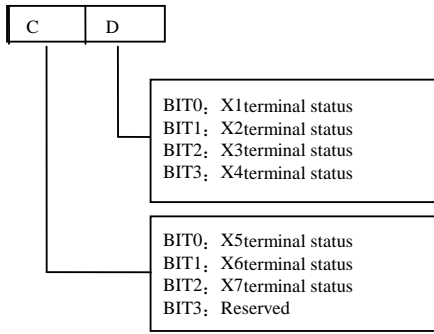 C D
BIT0：X1terminal status
BIT1：X2terminal status
BIT2：X3terminal status
BIT3：X4terminal status
BIT0：X5terminal status
BIT1：X6terminal status
BIT2：X7terminal status
BIT3：Reserved